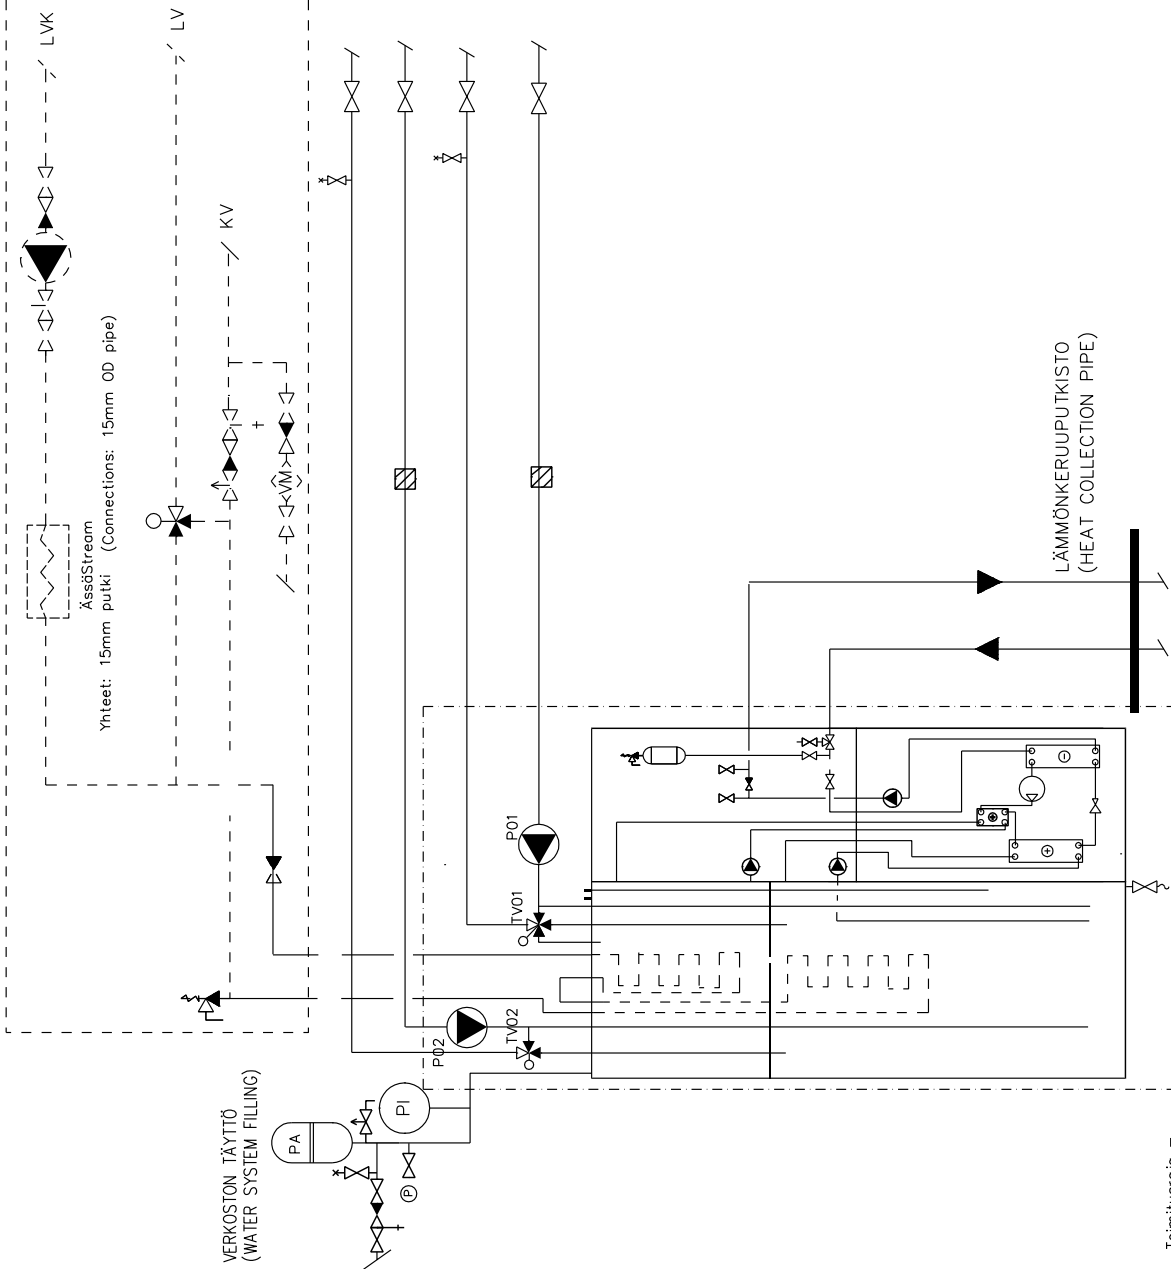 LVK
LV
KV
ÄssäStream
Yhteet: 15mm putki (Connections: 15mm OD pipe)
VM
LÄMMÖNKERUUPUTKISTO
(HEAT COLLECTION PIPE)
P01
TV01
P02
TV02
PI
PA
P
VERKOSTON TÄYTTÖ
(WATER SYSTEM FILLING)